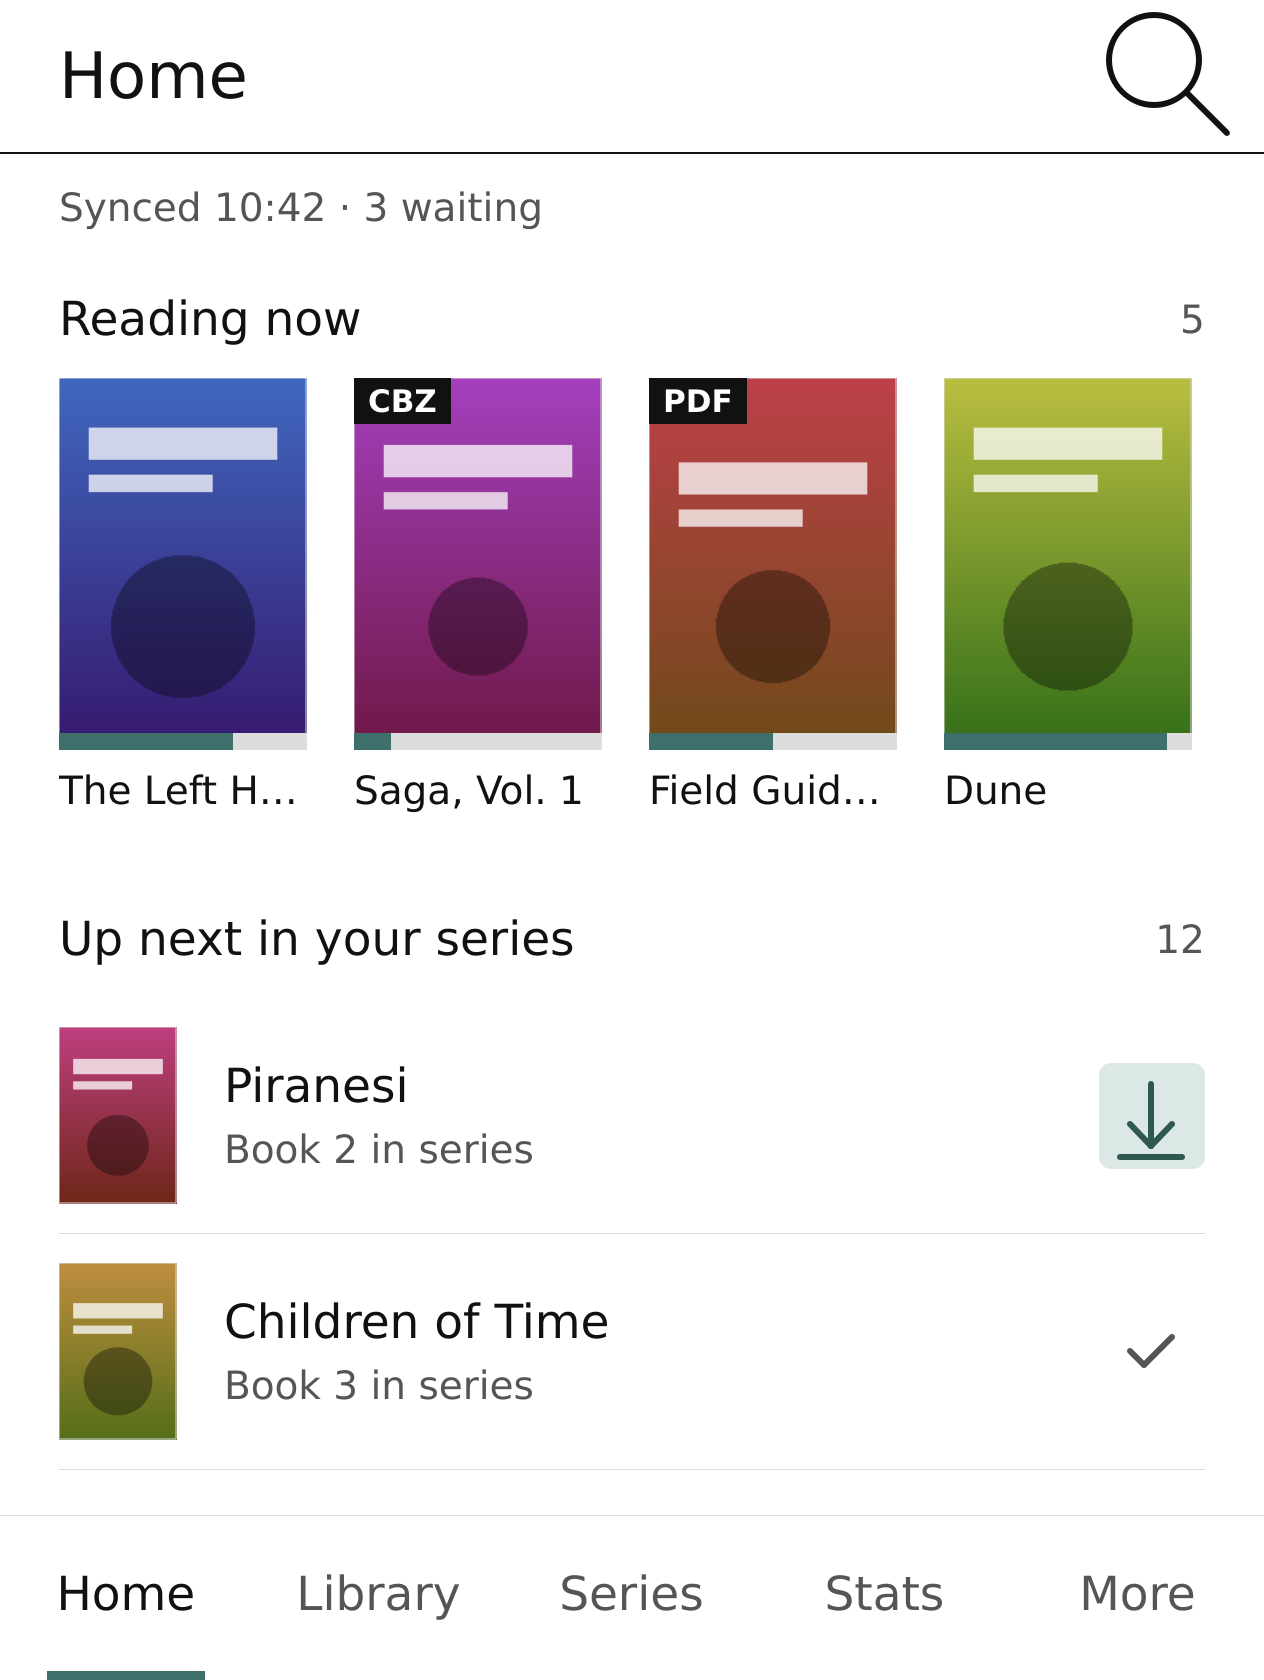 Home
Synced 10:42 · 3 waiting
Reading now
5
CBZ
PDF
The Left H…
Saga, Vol. 1
Field Guid…
Dune
Up next in your series
12
Piranesi
Book 2 in series
Children of Time
Book 3 in series
Home
Library
Series
Stats
More